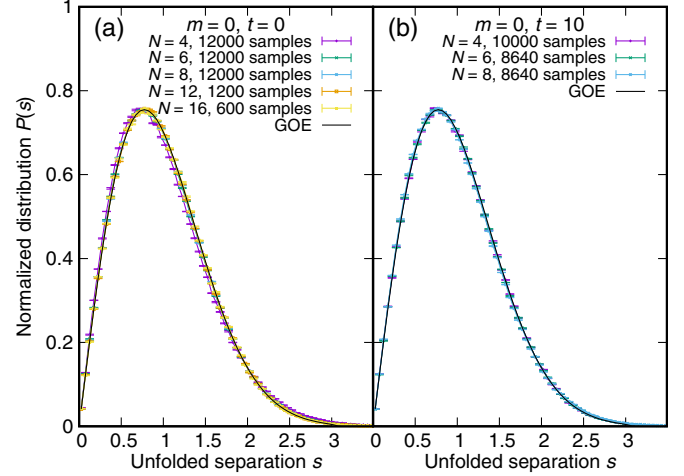 (a) m = 0, t = 0
N = 4, 12000 samples
N = 6, 12000 samples
N = 8, 12000 samples
N = 12, 1200 samples
N = 16, 600 samples
GOE
(b) m = 0, t = 10
N = 4, 10000 samples
N = 6, 8640 samples
N = 8, 8640 samples
GOE
Normalized distribution P(s)
1
0.8
0.6
0.4
0.2
0
0.5 1 1.5 2 2.5 3
0 0.5 1 1.5 2 2.5 3
Unfolded separation s
Unfolded separation s